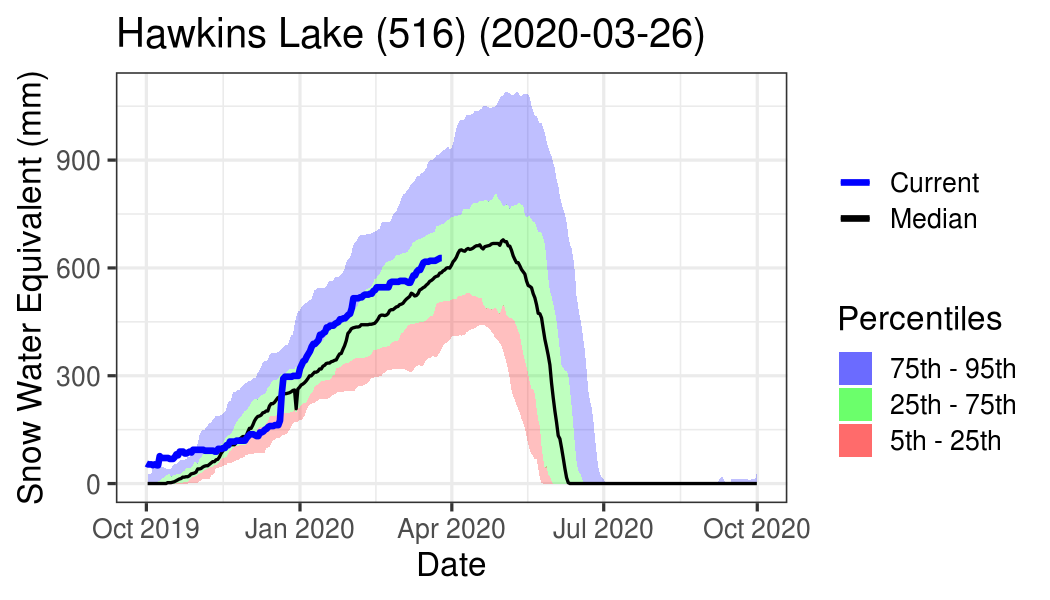 Hawkins Lake (516) (2020-03-26)
Snow Water Equivalent (mm)
900
600
300
0
Oct 2019
Jan 2020
Apr 2020
Jul 2020
Oct 2020
Date
Current
Median
Percentiles
75th - 95th
25th - 75th
5th - 25th